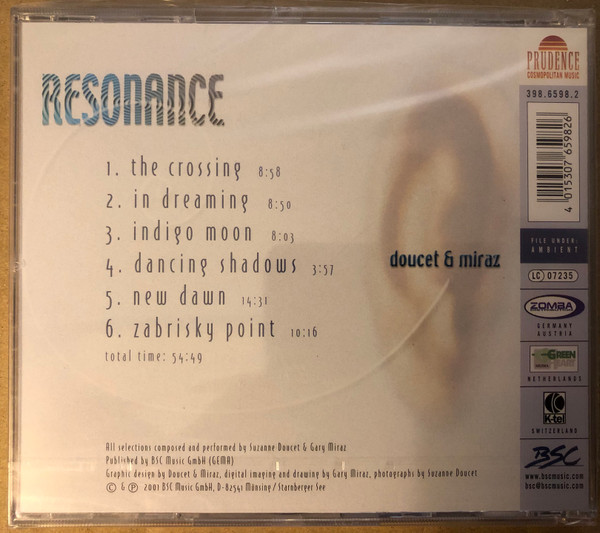 RESONANCE
1. the crossing 8:58
2. in dreaming 8:50
3. indigo moon 8:03
4. dancing shadows 3:57
5. new dawn 14:31
6. zabrisky point 10:16
total time: 54:49
doucet & miraz
All selections composed and performed by Suzanne Doucet & Gary Miraz
Published by BSC Music GmbH (GEMA)
Graphic design by Doucet & Miraz, digital imaging and drawing by Gary Miraz, photographs by Suzanne Doucet
© & ℗ 2001 BSC Music GmbH, D-82541 Münsing / Starnberger See
PRUDENCE
COSMOPOLITAN MUSIC
398.6598.2
4 015307 659826
FILE UNDER:
AMBIENT
LC 07235
ZOMBA
GERMANY
AUSTRIA
GREEN
NETHERLANDS
K-tel
SWITZERLAND
BSC
www.bscmusic.com
bsc@bscmusic.com